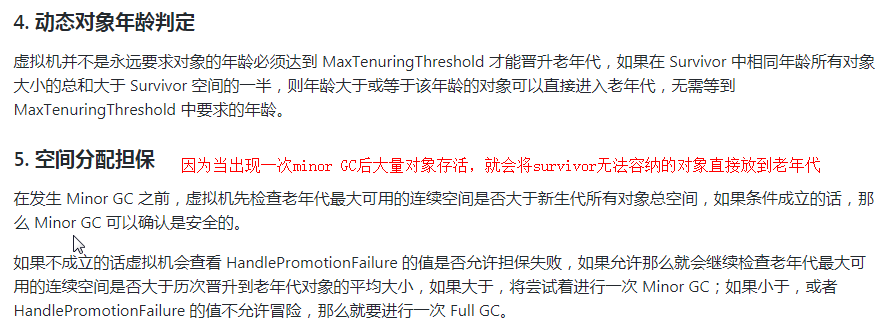 4. 动态对象年龄判定
虚拟机并不是永远要求对象的年龄必须达到 MaxTenuringThreshold 才能晋升老年代，如果在 Survivor 中相同年龄所有对象
大小的总和大于 Survivor 空间的一半，则年龄大于或等于该年龄的对象可以直接进入老年代，无需等到
MaxTenuringThreshold 中要求的年龄。
5. 空间分配担保
因为当出现一次minor GC后大量对象存活，就会将survivor无法容纳的对象直接放到老年代
在发生 Minor GC 之前，虚拟机先检查老年代最大可用的连续空间是否大于新生代所有对象总空间，如果条件成立的话，那
么 Minor GC 可以确认是安全的。
如果不成立的话虚拟机会查看 HandlePromotionFailure 的值是否允许担保失败，如果允许那么就会继续检查老年代最大可
用的连续空间是否大于历次晋升到老年代对象的平均大小，如果大于，将尝试着进行一次 Minor GC；如果小于，或者
HandlePromotionFailure 的值不允许冒险，那么就要进行一次 Full GC。